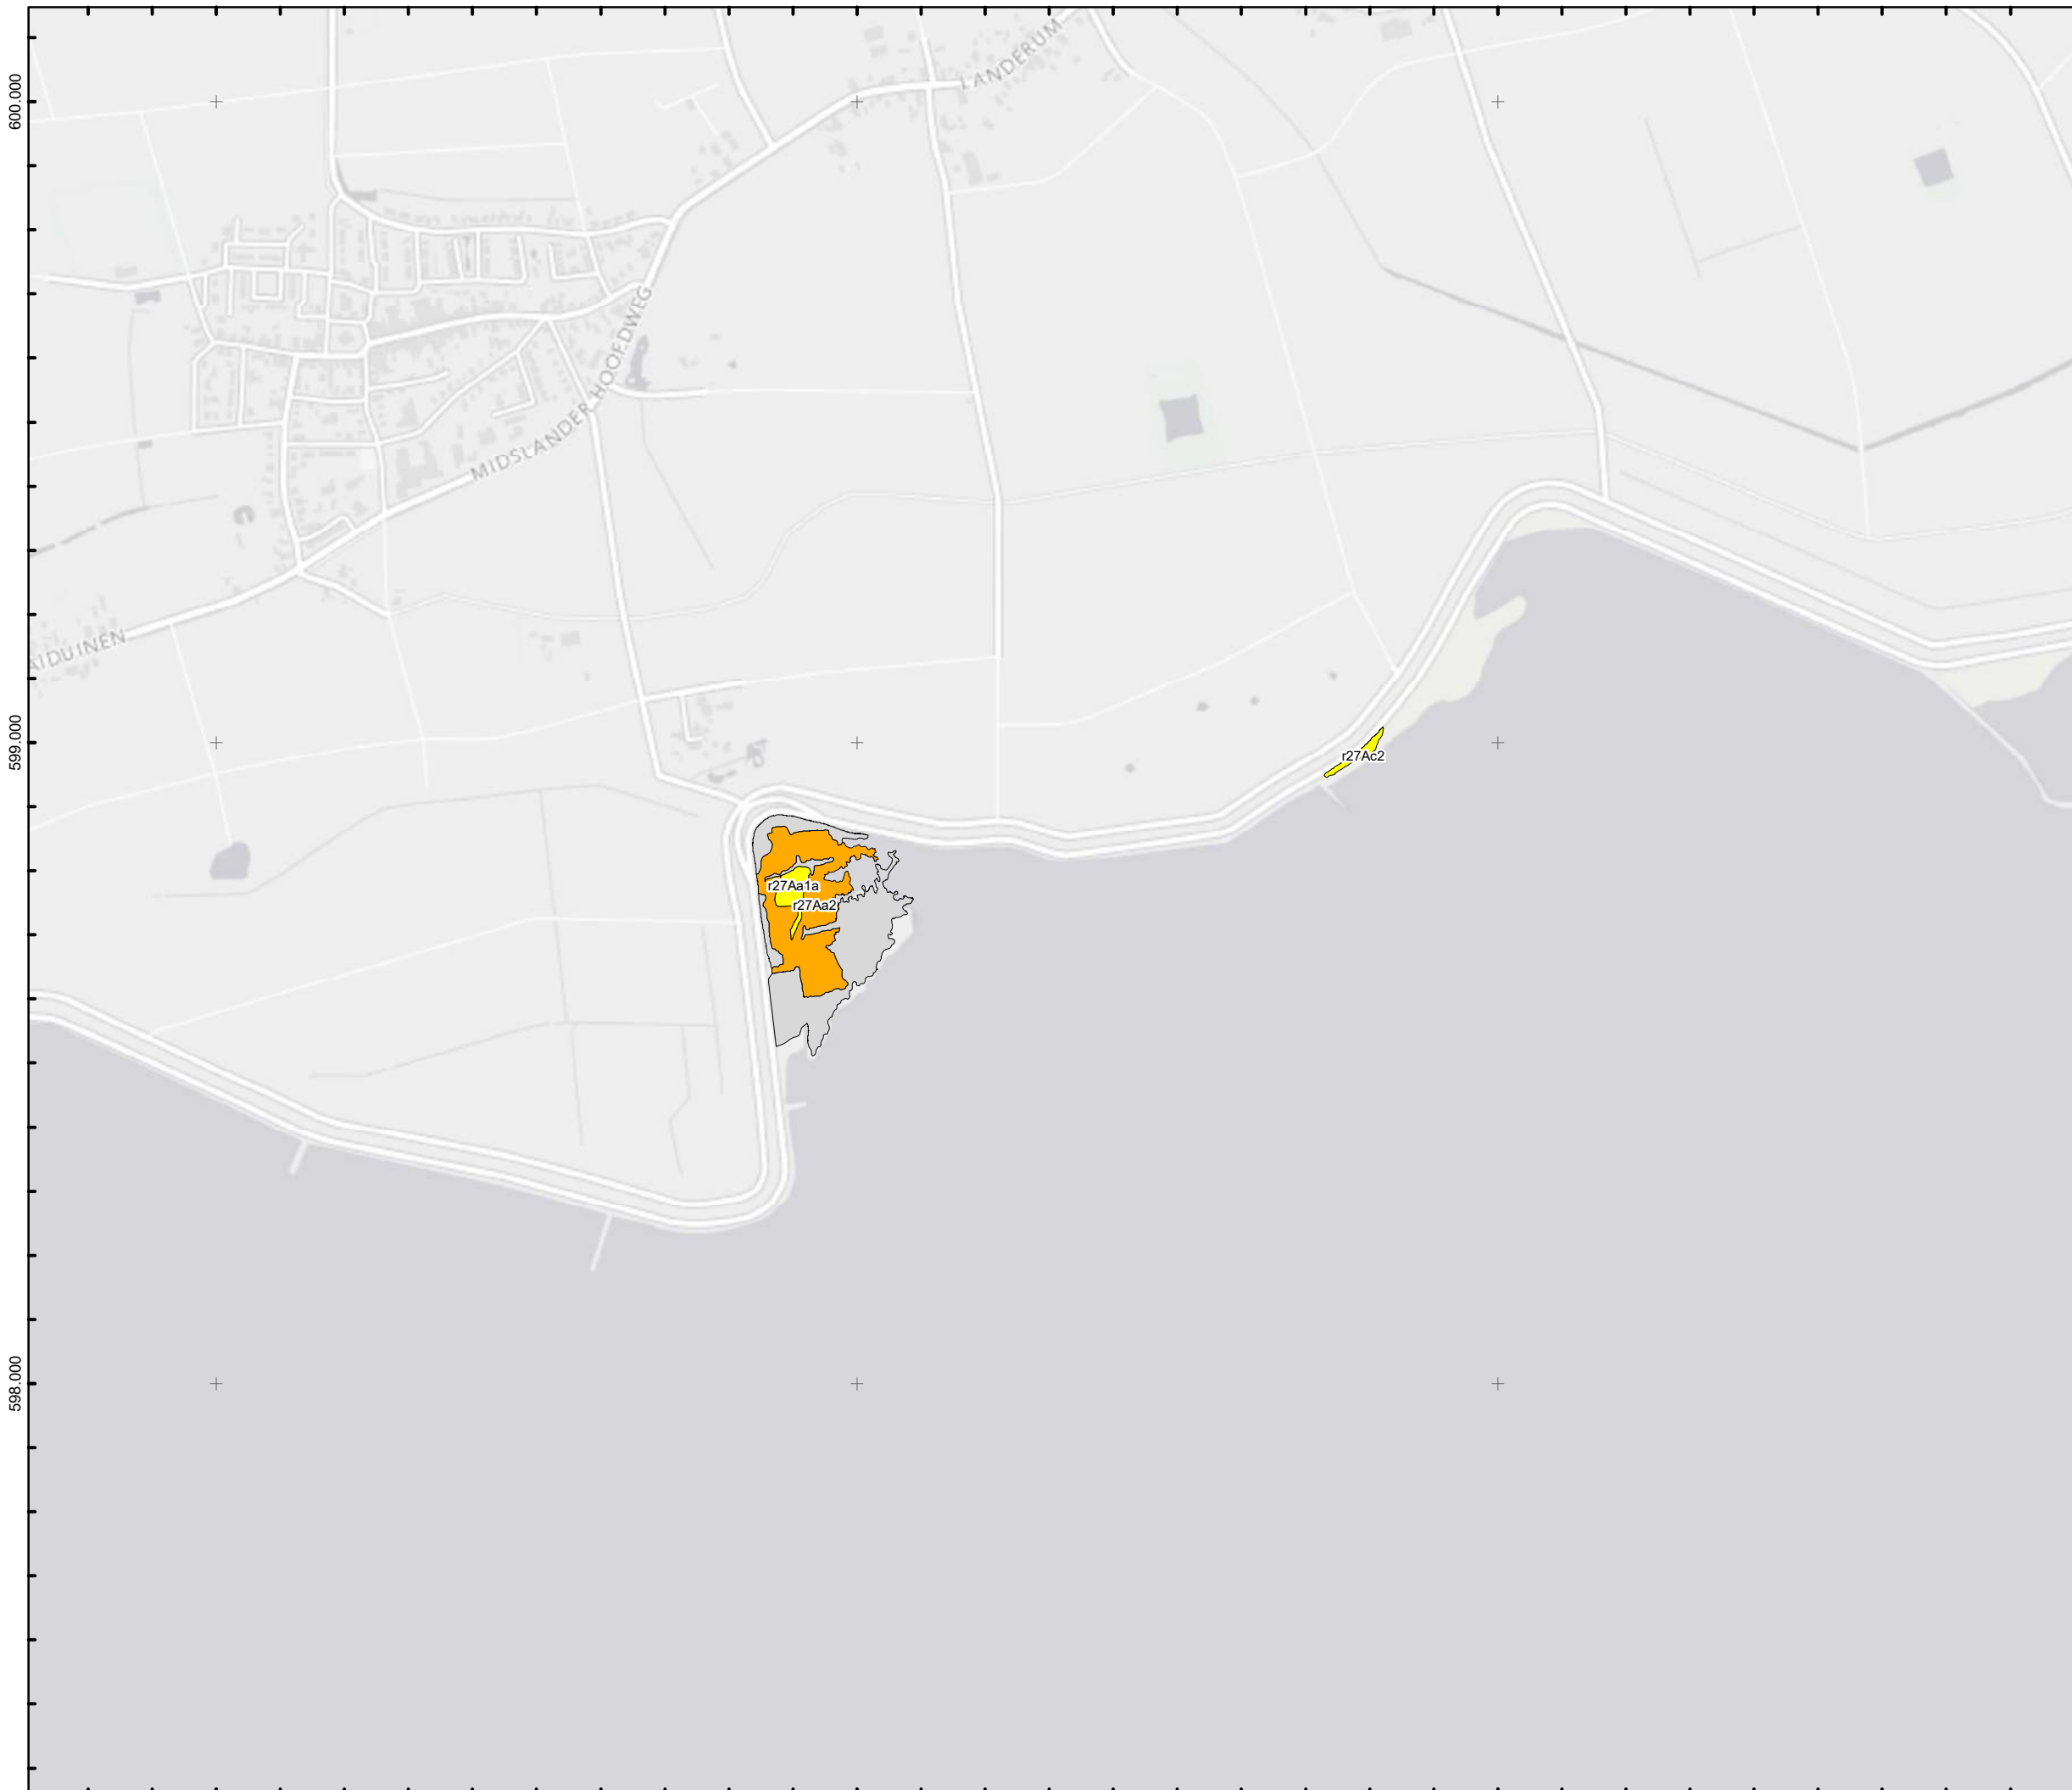 600.000
LANDERUM
MIDSLANDER HOOFDWEG
AIDUINEN
599.000
r27Ac2
r27Aa1a
r27Aa2
598.000